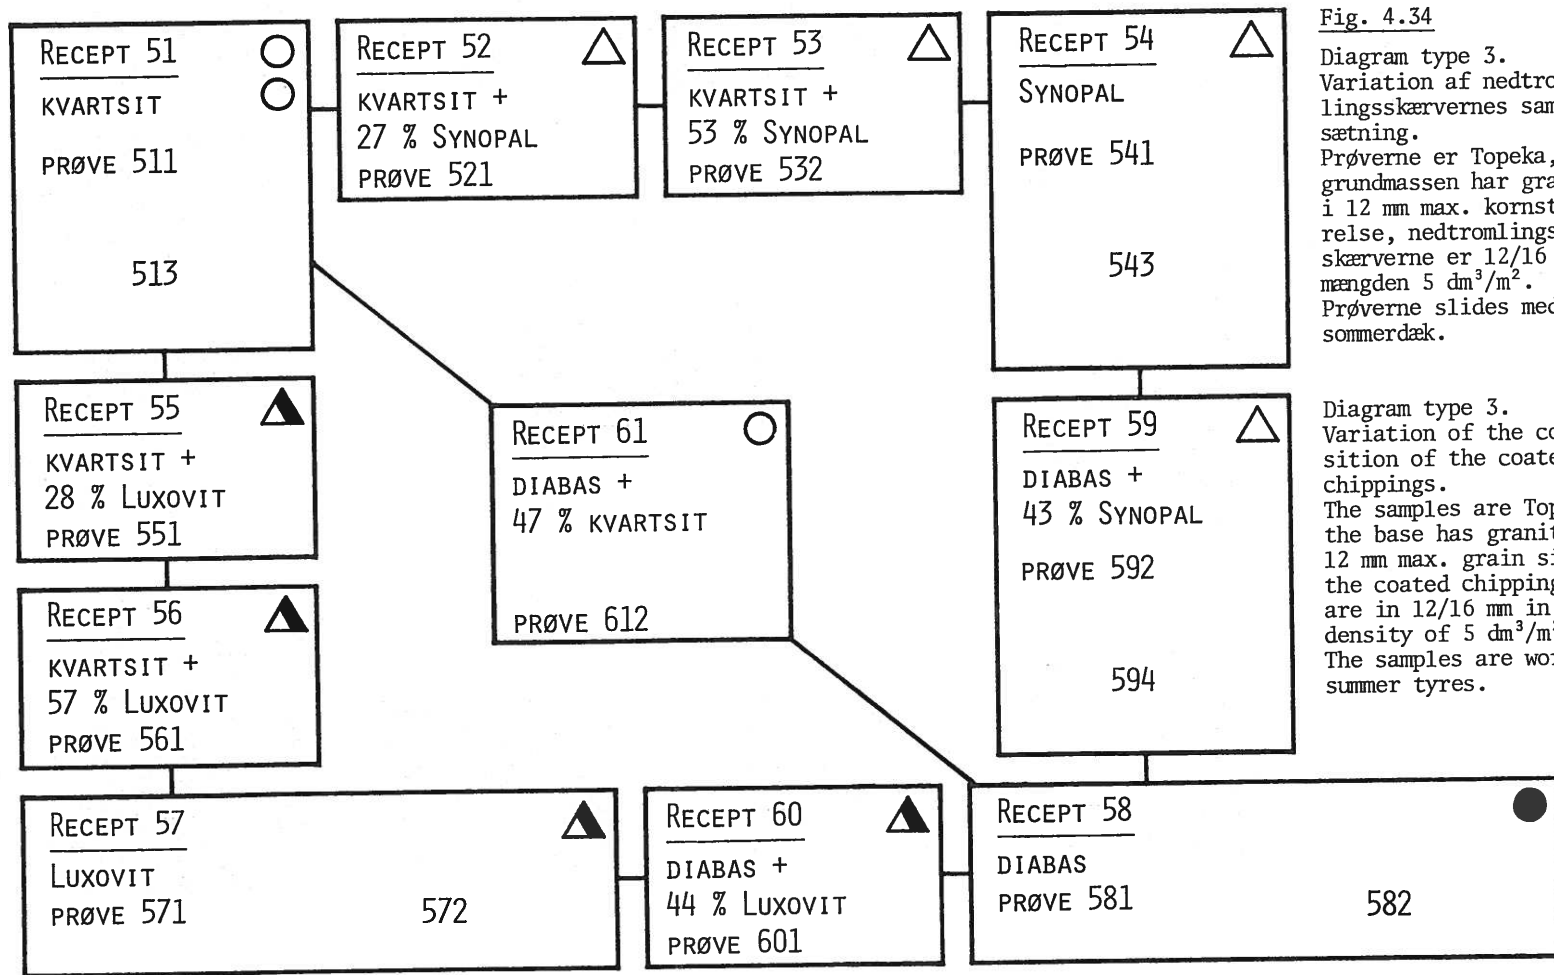 RECEPT 51
KVARTSIT
PRØVE 511
513
RECEPT 52
KVARTSIT +
27 % SYNOPAL
PRØVE 521
RECEPT 53
KVARTSIT +
53 % SYNOPAL
PRØVE 532
RECEPT 54
SYNOPAL
PRØVE 541
543
Fig. 4.34
Diagram type 3.
Variation af nedtro
lingsskærvernes sam
sætning.
Prøverne er Topeka,
grundmassen har gra
i 12 mm max. kornst
relse, nedtromlings
skærverne er 12/16
mængden 5 dm³/m².
Prøverne slides med
sommerdæk.
RECEPT 55
KVARTSIT +
28 % LUXOVIT
PRØVE 551
RECEPT 61
DIABAS +
47 % KVARTSIT
PRØVE 612
RECEPT 59
DIABAS +
43 % SYNOPAL
PRØVE 592
594
Diagram type 3.
Variation of the co
sition of the coate
chippings.
The samples are Top
the base has granit
12 mm max. grain si
the coated chipping
are in 12/16 mm in
density of 5 dm³/m²
The samples are wor
summer tyres.
RECEPT 56
KVARTSIT +
57 % LUXOVIT
PRØVE 561
RECEPT 57
LUXOVIT
PRØVE 571 572
RECEPT 60
DIABAS +
44 % LUXOVIT
PRØVE 601
RECEPT 58
DIABAS
PRØVE 581 582